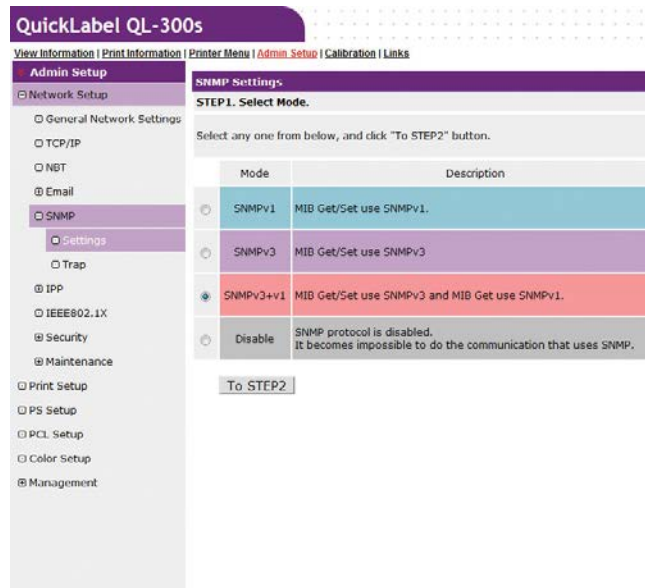 QuickLabel QL-300s
View Information | Print Information | Printer Menu | Admin Setup | Calibration | Links
Admin Setup
Network Setup
General Network Settings
TCP/IP
NBT
Email
SNMP
Settings
Trap
IPP
IEEE802.1X
Security
Maintenance
Print Setup
PS Setup
PCL Setup
Color Setup
Management
SNMP Settings
STEP1. Select Mode.
Select any one from below, and click "To STEP2" button.
Mode Description
SNMPv1 MIB Get/Set use SNMPv1.
SNMPv3 MIB Get/Set use SNMPv3
SNMPv3+v1 MIB Get/Set use SNMPv3 and MIB Get use SNMPv1.
Disable SNMP protocol is disabled.
It becomes impossible to do the communication that uses SNMP.
To STEP2